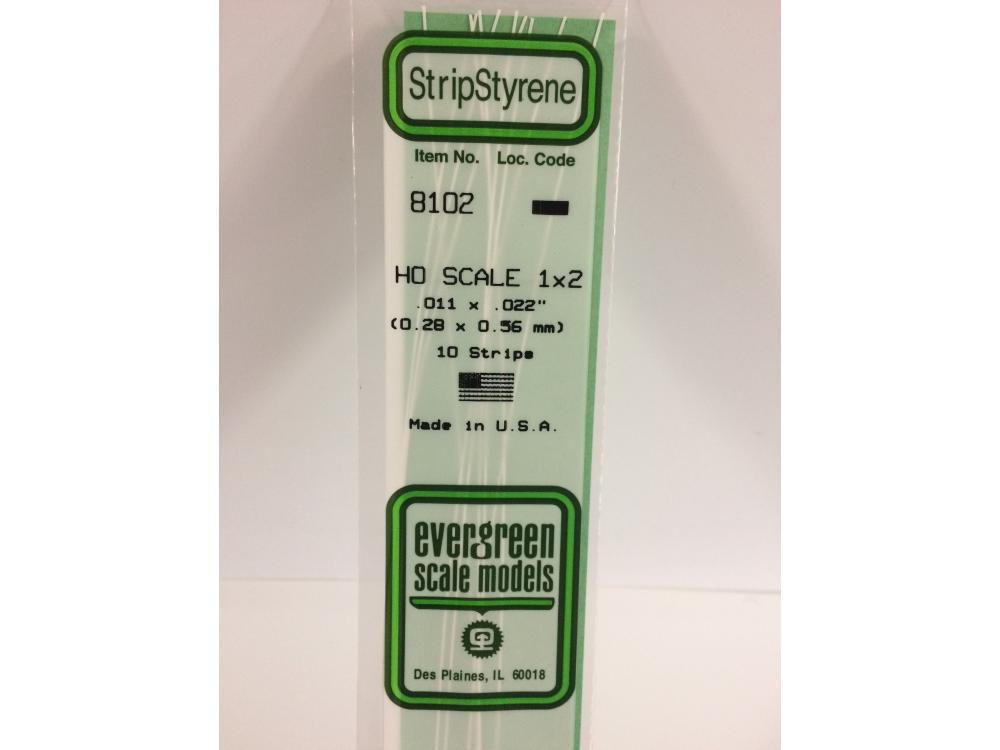 StripStyrene
Item No. Loc. Code
8102
HO SCALE 1x2
.011 x .022"
(0.28 x 0.56 mm)
10 Strips
Made in U.S.A.
evergreen
scale models
Des Plaines, IL 60018